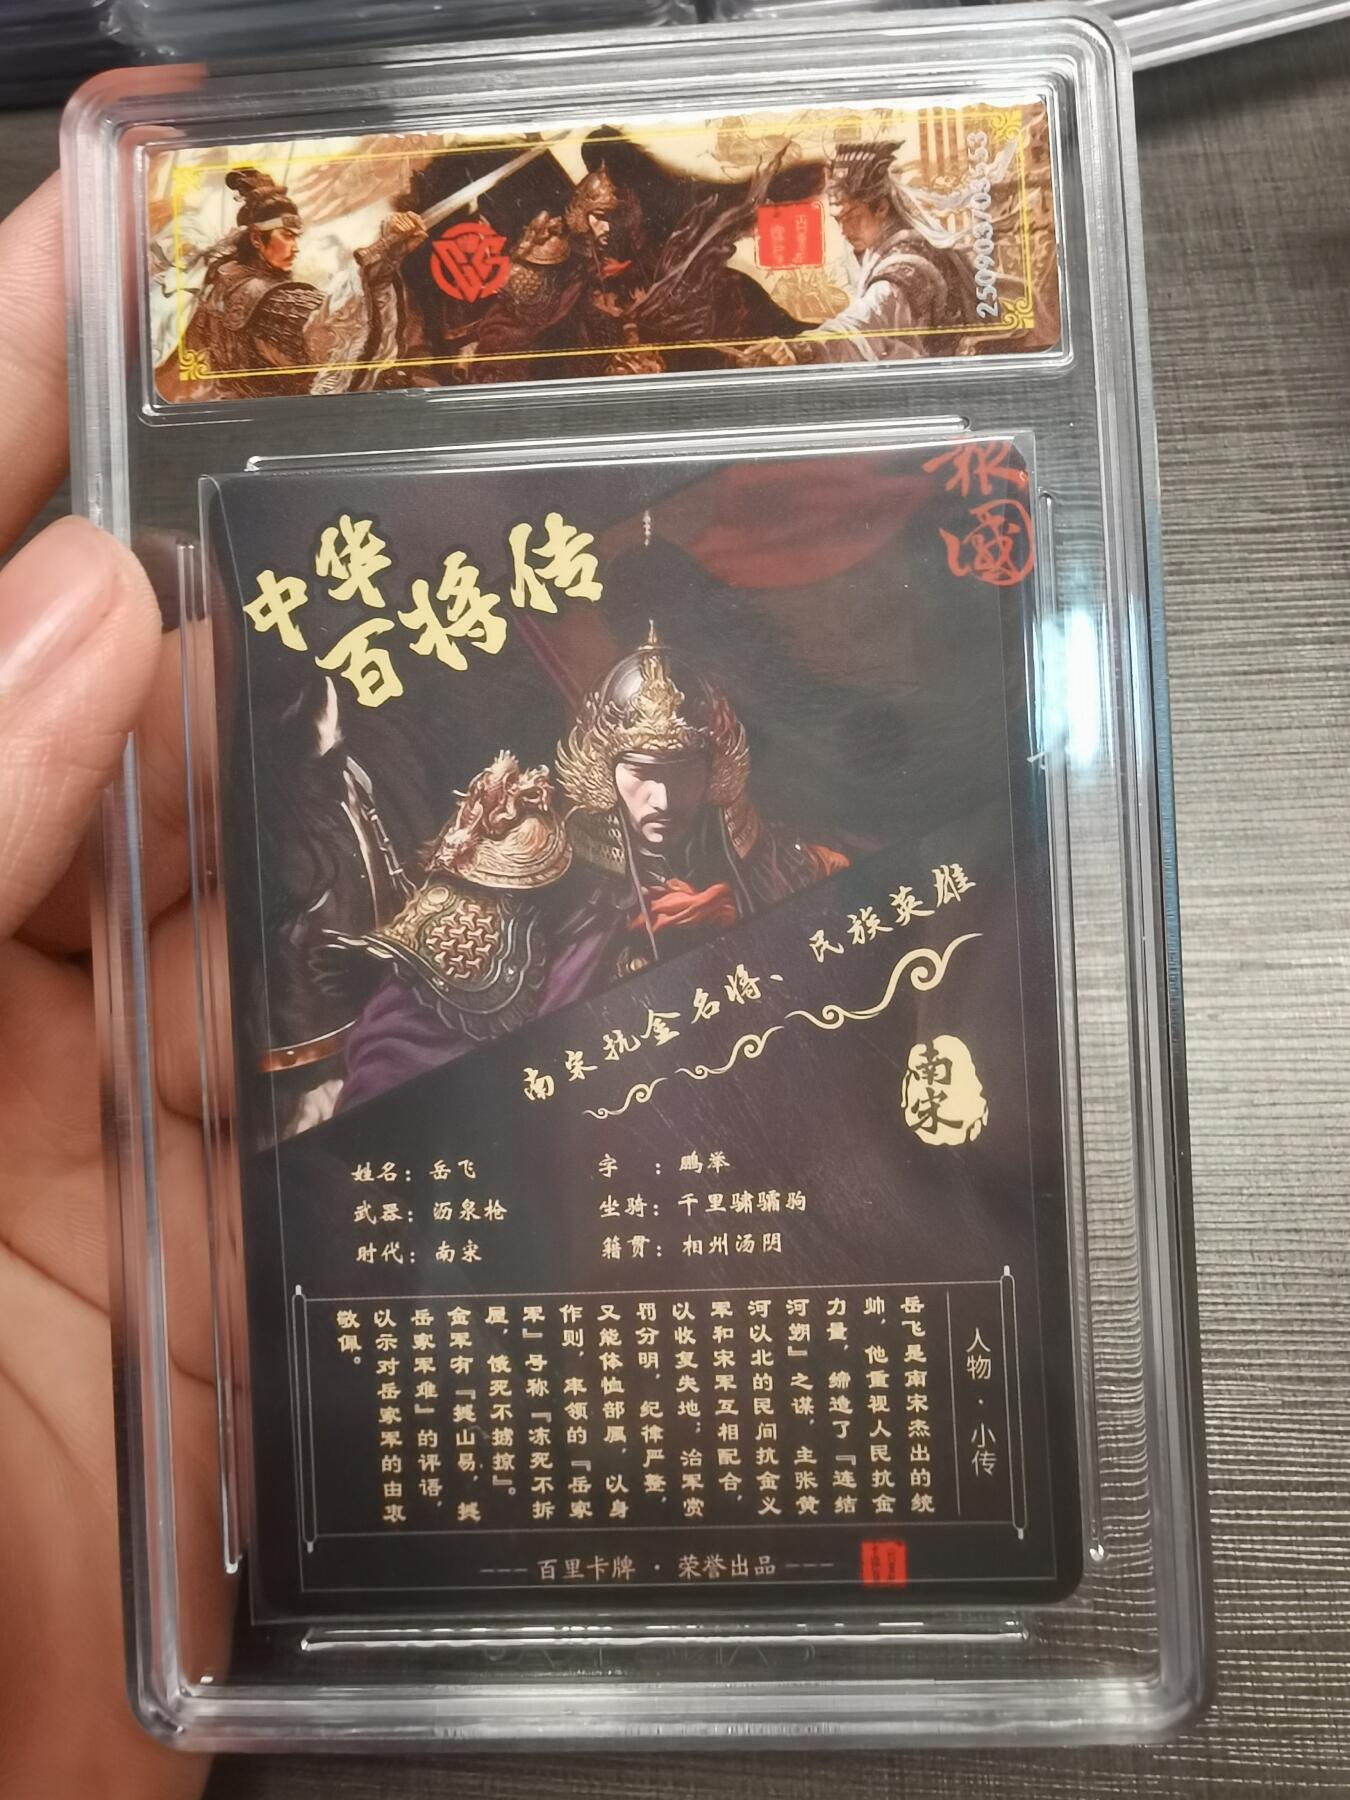 250903/05553
报國
中华百将传
南宋抗金名将、民族英雄
南宋
姓名：岳飞
字　：鹏举
武器：沥泉枪
坐骑：千里骕骦驹
时代：南宋
籍贯：相州汤阴
人物·小传
岳飞是南宋杰出的统
帅，他重视人民抗金
力量，缔造了『连结
河朔』之谋，主张黄
河以北的民间抗金义
军和宋军互相配合，
以收复失地，治军赏
罚分明，纪律严整，
又能体恤部属，以身
作则，率领的『岳家
军』号称『冻死不拆
屋，饿死不掳掠』。
金军有『撼山易，撼
岳家军难』的评语，
以示对岳家军的由衷
敬佩。
---百里卡牌 · 荣誉出品---